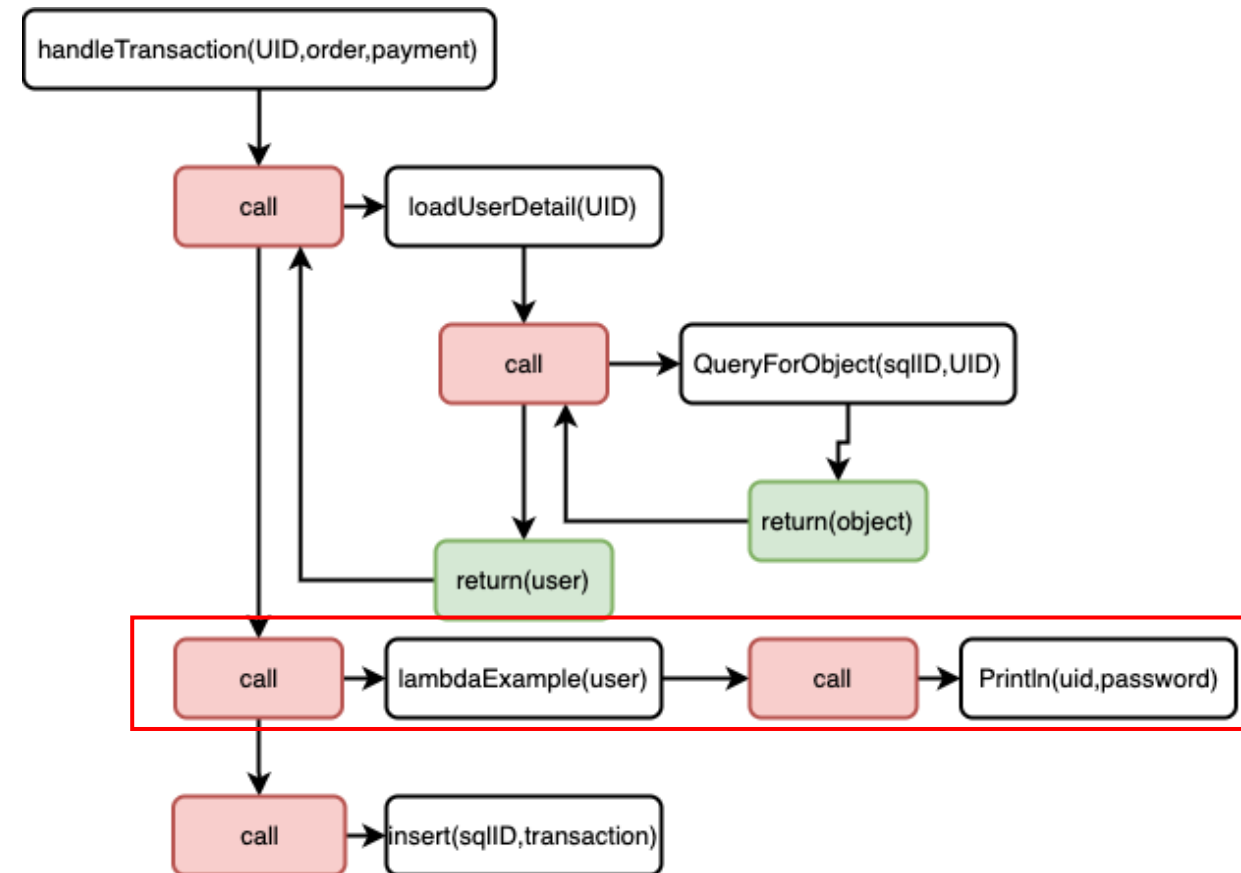 handleTransaction(UID,order,payment)
call
loadUserDetail(UID)
call
QueryForObject(sqlID,UID)
return(object)
return(user)
call
lambdaExample(user)
call
Println(uid,password)
call
insert(sqlID,transaction)